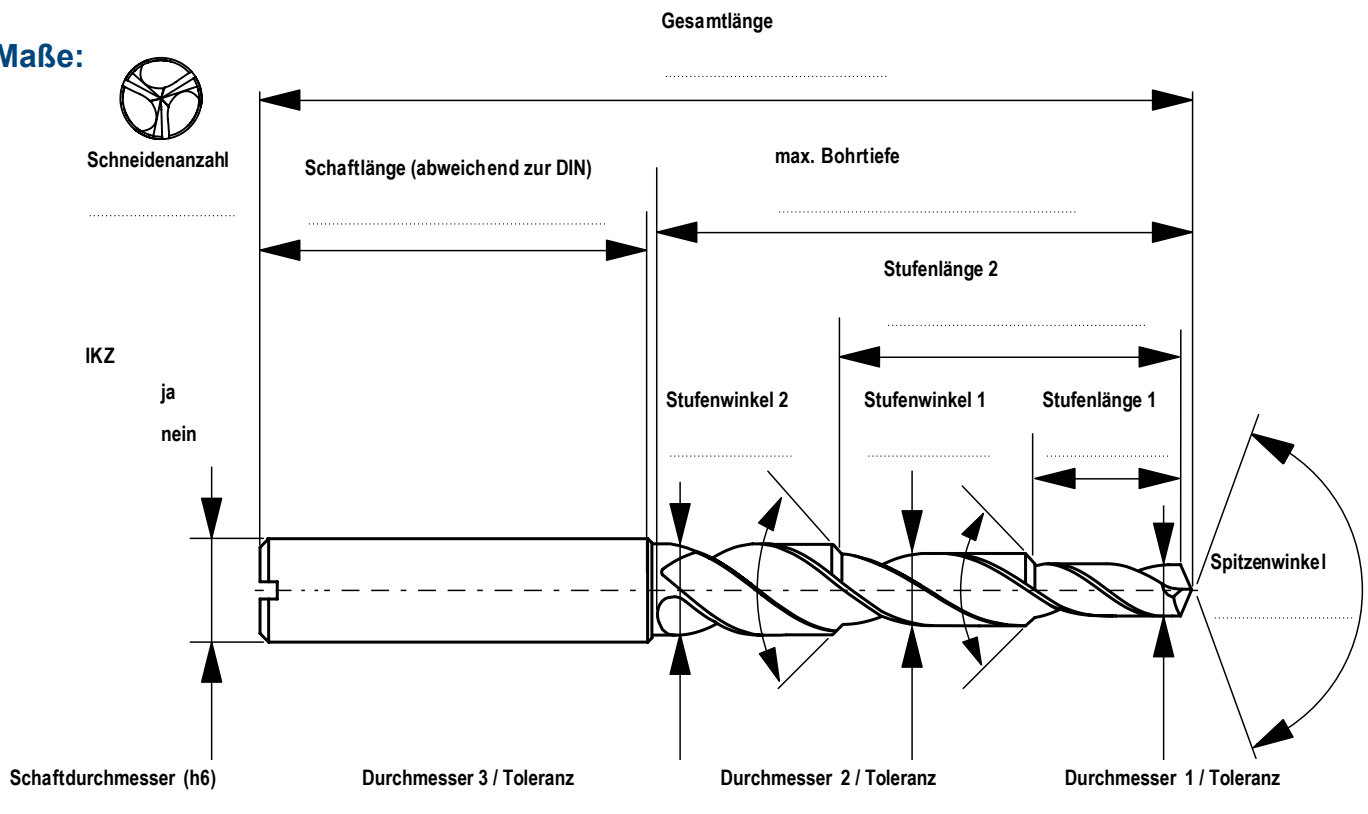 Gesamtlänge
Maße:
Schneidenanzahl
Schaftlänge (abweichend zur DIN)
max. Bohrtiefe
Stufenlänge 2
IKZ
ja
nein
Stufenwinkel 2
Stufenwinkel 1
Stufenlänge 1
Spitzenwinkel
Schaftdurchmesser (h6)
Durchmesser 3 / Toleranz
Durchmesser 2 / Toleranz
Durchmesser 1 / Toleranz